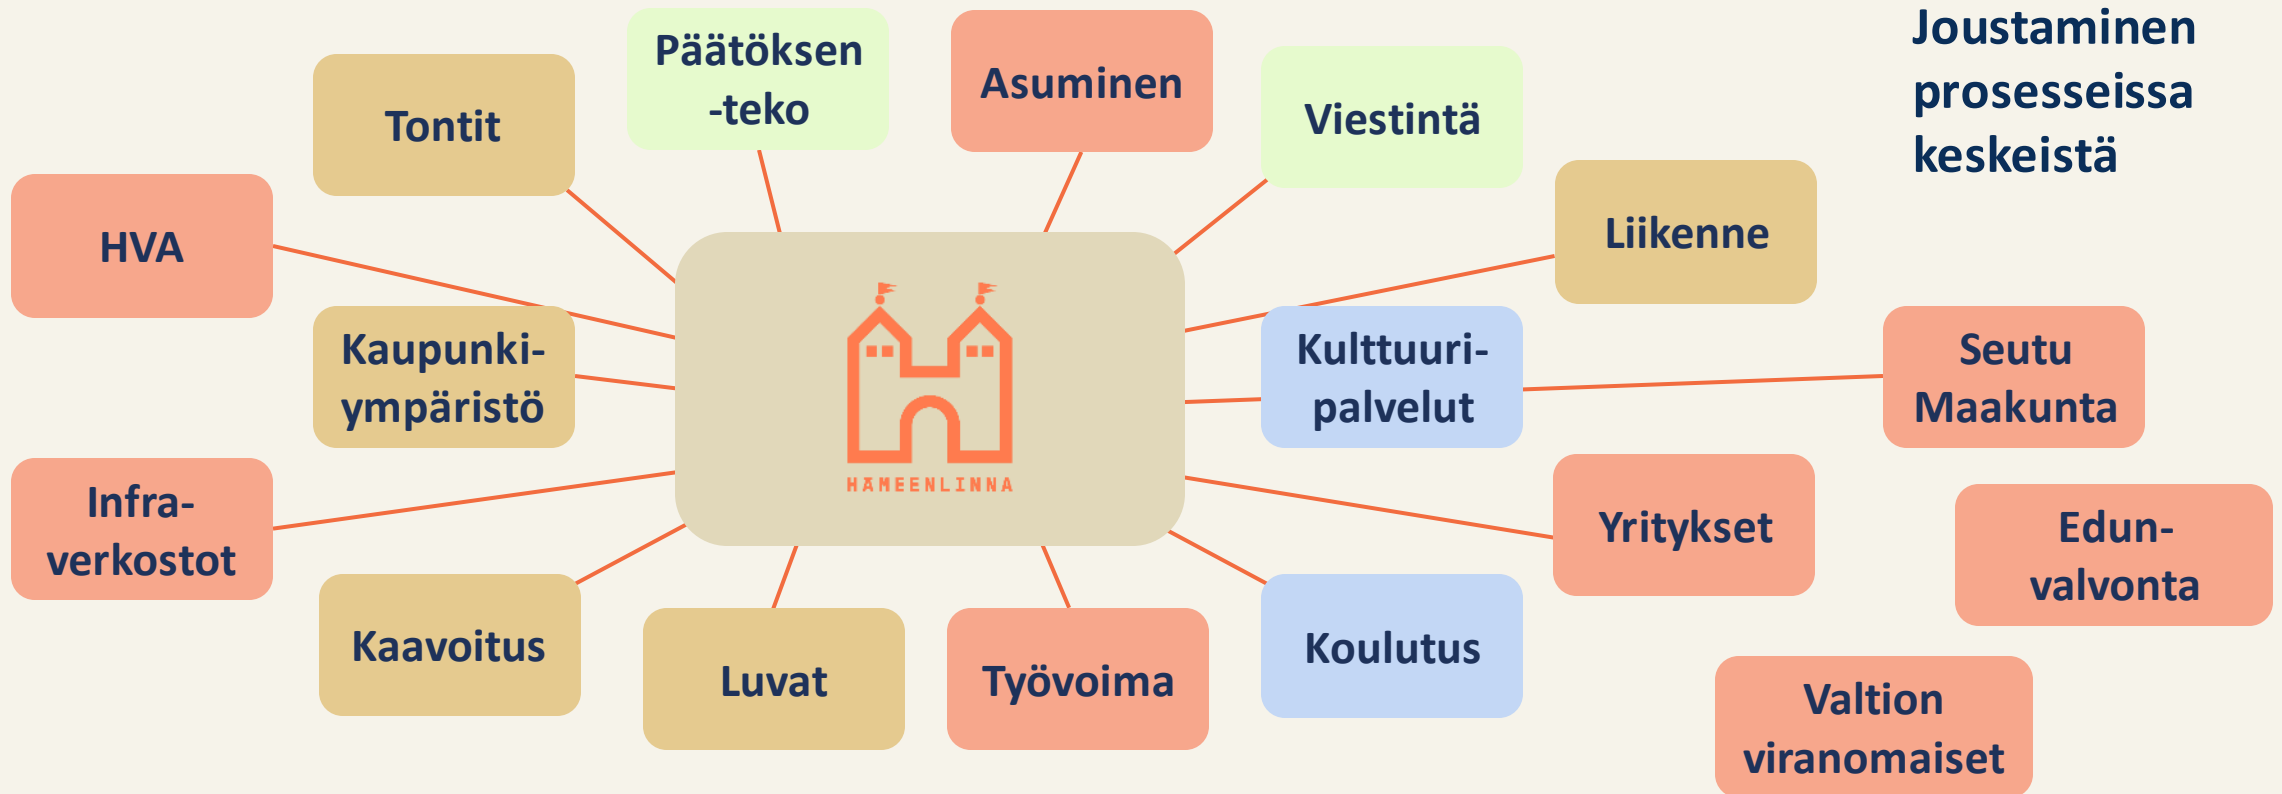 Joustaminen
prosesseissa
keskeistä
Päätöksen
-teko
Asuminen
Viestintä
Tontit
HVA
Liikenne
Kaupunki-
ympäristö
Kulttuuri-
palvelut
Seutu
Maakunta
HÄMEENLINNA
Infra-
verkostot
Yritykset
Edun-
valvonta
Kaavoitus
Luvat
Työvoima
Koulutus
Valtion
viranomaiset